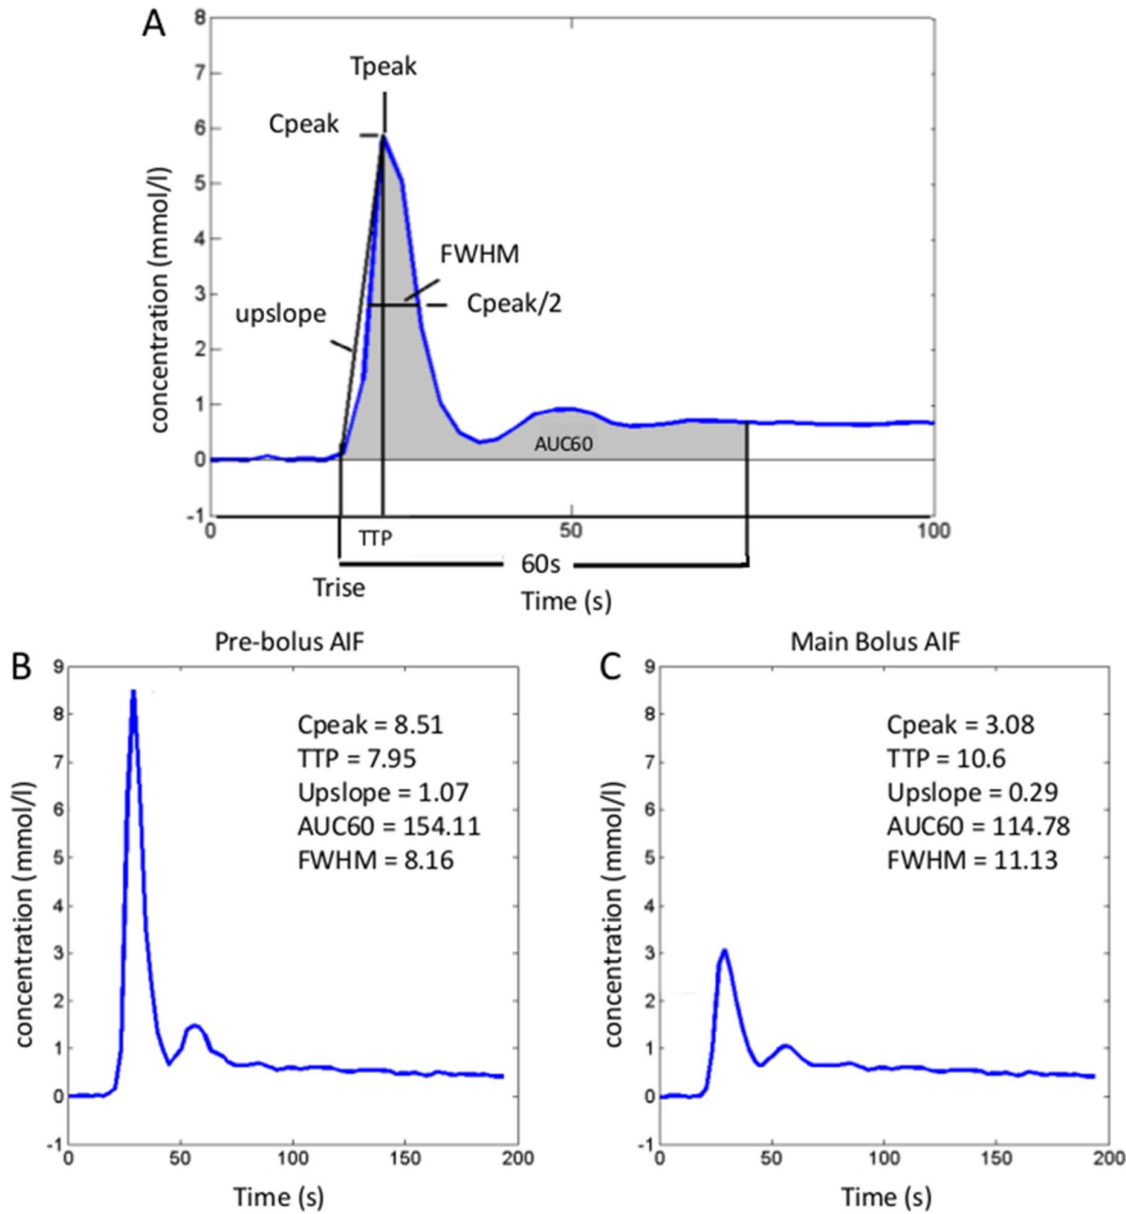 A
8
Tpeak
7
Cpeak
6
5
4
FWHM
3
Cpeak/2
upslope
2
1
AUC60
0
-1
0
50
100
TTP
60s
Trise
Time (s)
concentration (mmol/l)
Pre-bolus AIF
B
9
8
7
6
5
4
3
2
1
0
-1
0
50
100
150
200
Cpeak = 8.51
TTP = 7.95
Upslope = 1.07
AUC60 = 154.11
FWHM = 8.16
concentration (mmol/l)
Time (s)
Main Bolus AIF
C
9
8
7
6
5
4
3
2
1
0
-1
0
50
100
150
200
Cpeak = 3.08
TTP = 10.6
Upslope = 0.29
AUC60 = 114.78
FWHM = 11.13
concentration (mmol/l)
Time (s)